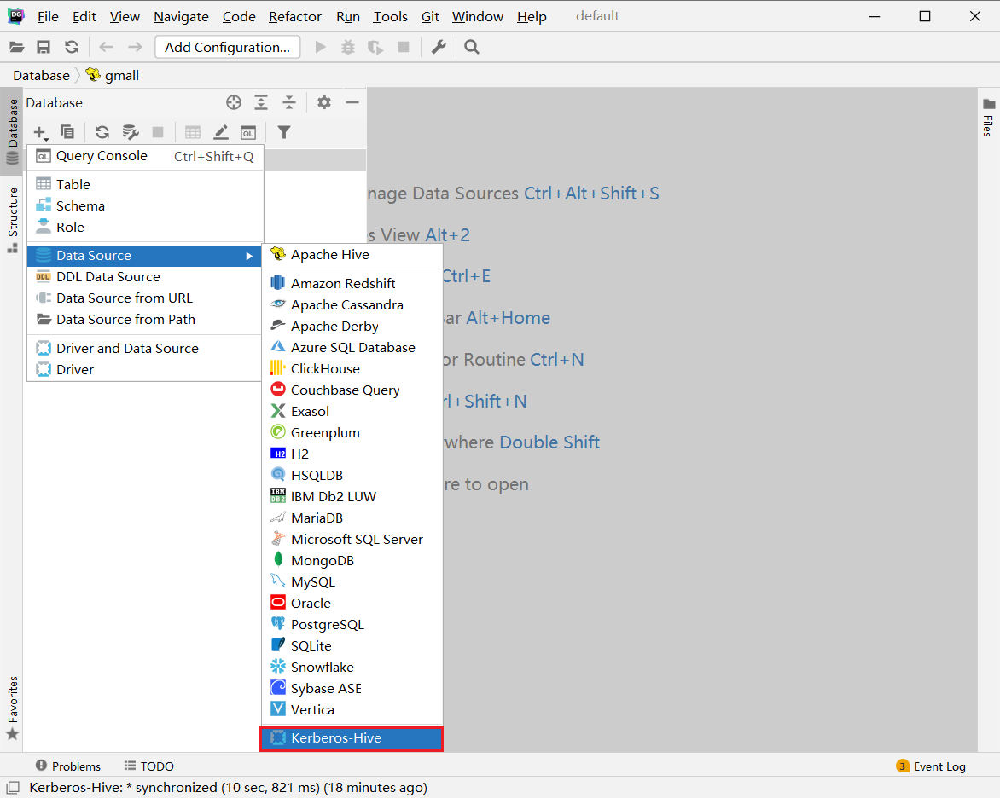 File Edit View Navigate Code Refactor Run Tools Git Window Help default
Add Configuration...
Database gmall
Database
Query Console Ctrl+Shift+Q
Table
Schema
Role
Data Source
DDL Data Source
Data Source from URL
Data Source from Path
Driver and Data Source
Driver
Apache Hive
Amazon Redshift
Apache Cassandra
Apache Derby
Azure SQL Database
ClickHouse
Couchbase Query
Exasol
Greenplum
H2
HSQLDB
IBM Db2 LUW
MariaDB
Microsoft SQL Server
MongoDB
MySQL
Oracle
PostgreSQL
SQLite
Snowflake
Sybase ASE
Vertica
Kerberos-Hive
nage Data Sources Ctrl+Alt+Shift+S
s View Alt+2
Ctrl+E
ar Alt+Home
or Routine Ctrl+N
rl+Shift+N
where Double Shift
re to open
Database
Structure
Favorites
Files
Problems TODO
3 Event Log
Kerberos-Hive: * synchronized (10 sec, 821 ms) (18 minutes ago)